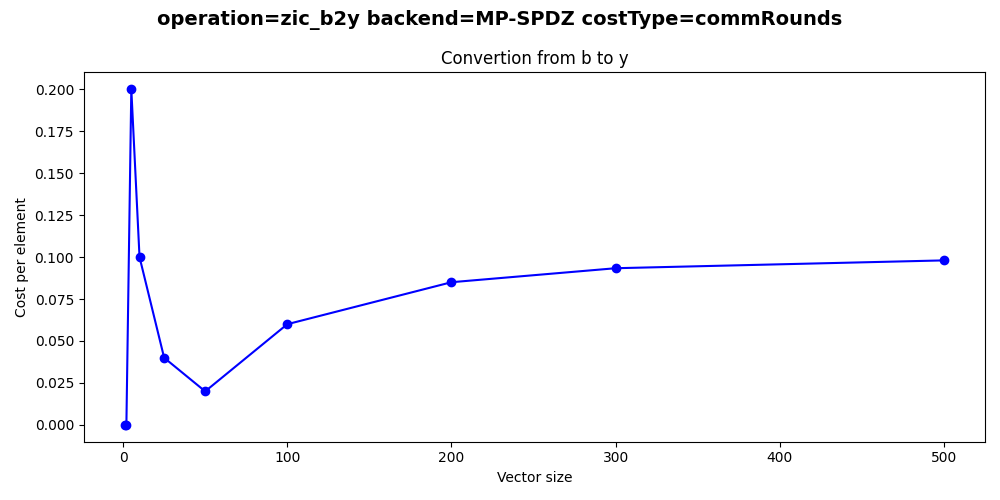 operation=zic_b2y backend=MP-SPDZ costType=commRounds
Convertion from b to y
0.200
0.175
0.150
0.125
0.100
0.075
0.050
0.025
0.000
Cost per element
0 100 200 300 400 500
Vector size